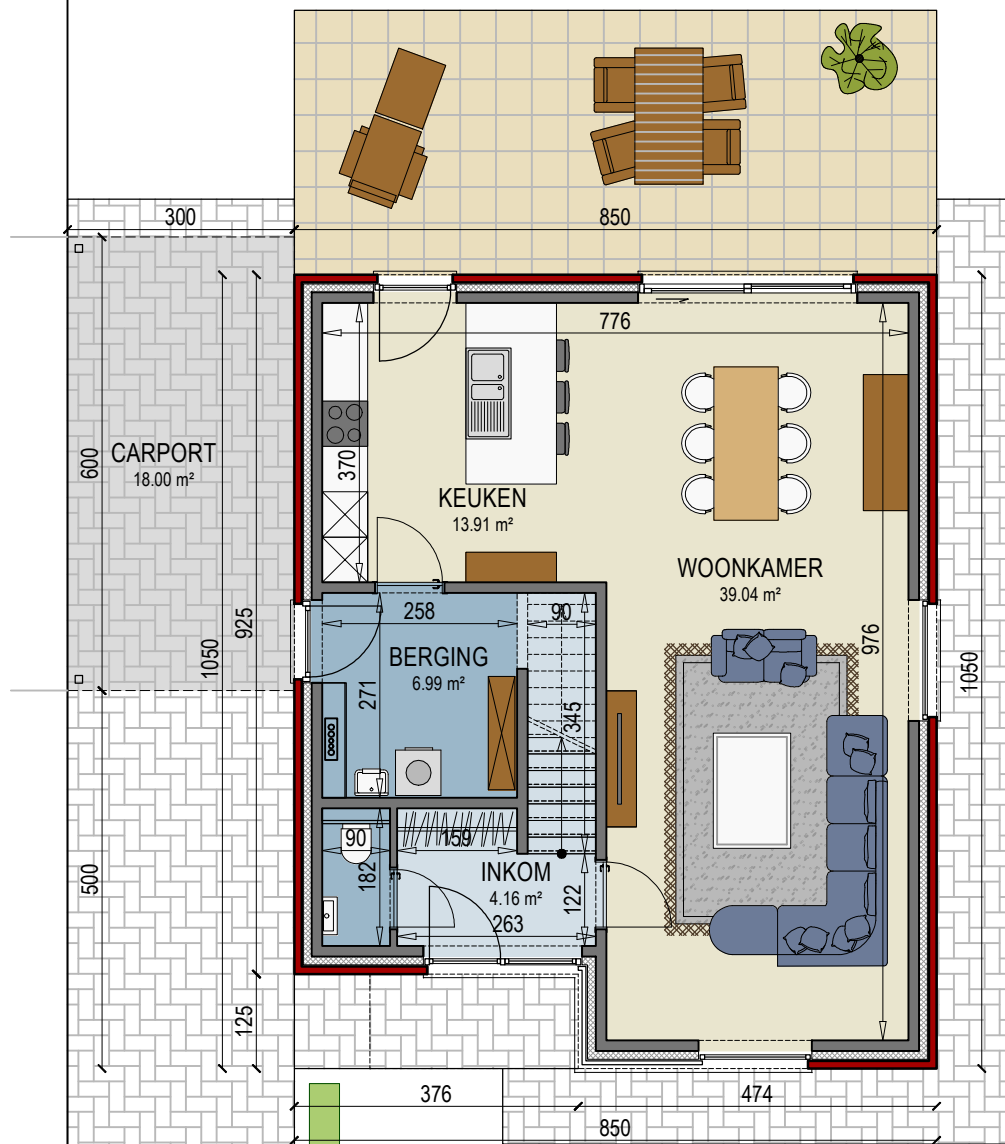 300
850
776
600
CARPORT
18.00 m²
370
KEUKEN
13.91 m²
WOONKAMER
39.04 m²
925
1050
258
90
976
1050
BERGING
6.99 m²
271
345
90
159
182
INKOM
4.16 m²
122
263
500
125
376
474
850